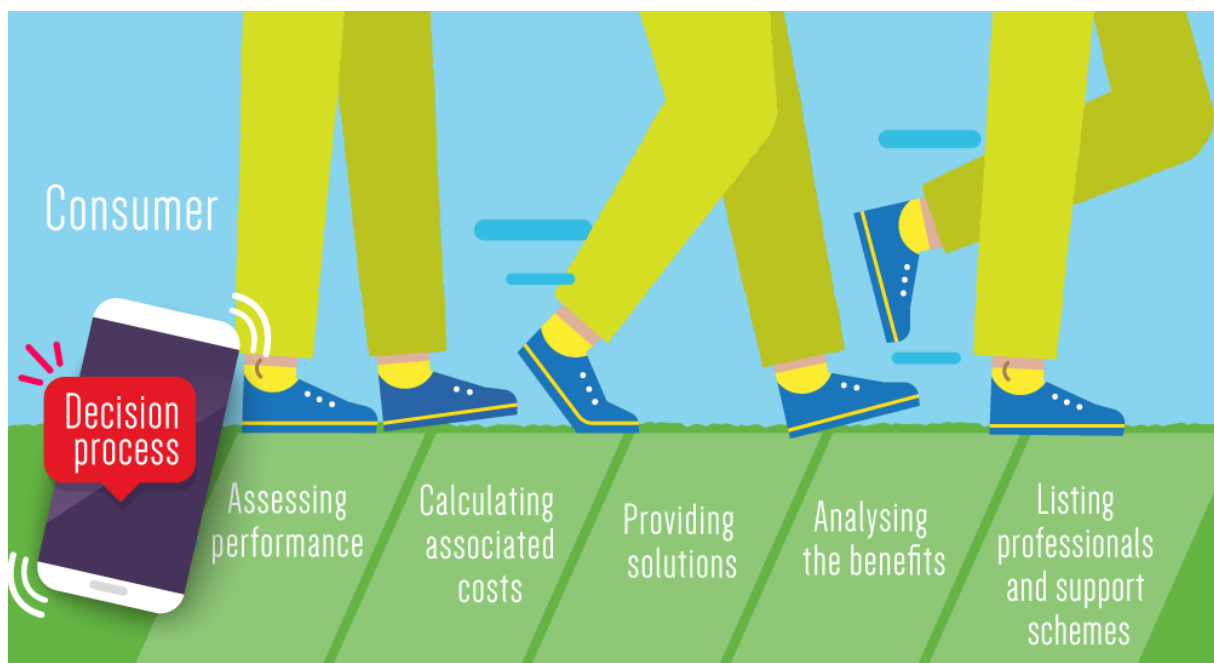 Consumer
Decision
process
Assessing
performance
Calculating
associated
costs
Providing
solutions
Analysing
the benefits
Listing
professionals
and support
schemes